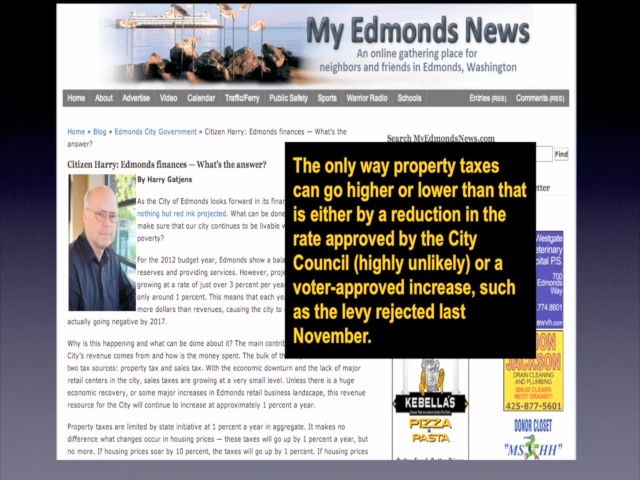 My Edmonds News
An online gathering place for
neighbors and friends in Edmonds, Washington
Home About Advertise Video Calendar Traffic/Ferry Public Safety Sports Warrior Radio Schools Entries (RSS) Comments (RSS)
Home » Blog » Edmonds City Government » Citizen Harry: Edmonds finances — What's the
answer?
Citizen Harry: Edmonds finances — What's the answer?
By Harry Gatjens
As the City of Edmonds looks forward in its
nothing but red ink projected. What can be done
make sure that our city continues to be livable
poverty?
For the 2012 budget year, Edmonds show a
reserves and providing services. However,
growing at a rate of just over 3 percent per
only around 1 percent. This means that each
more dollars than revenues, causing the city
actually going negative by 2017.
Why is this happening and what can be done about it? The main
City's revenue comes from and how is the money spent. The bulk of the
two tax sources: property tax and sales tax. With the economic downturn and the lack of major
retail centers in the city, sales taxes are growing at a very small level. Unless there is a huge
economic recovery, or some major increases in Edmonds retail business landscape, this revenue
resource for the City will continue to increase at approximately 1 percent a year.
Property taxes are limited by state initiative at 1 percent a year in aggregate. It makes no
difference what changes occur in housing prices — these taxes will go up by 1 percent a year, but
no more. If housing prices soar by 10 percent, the taxes will go up by 1 percent. If housing prices
Search MyEdmondsNews.com
Find
The only way property taxes
can go higher or lower than that
is either by a reduction in the
rate approved by the City
Council (highly unlikely) or a
voter-approved increase, such
as the levy rejected last
November.
Westgate
P.S.
700
Edmonds
Way
JACKSON
DRAIN CLEANING
AND PLUMBING
425-877-5601
KEBELLA'S
PIZZA
& PASTA
DONOR CLOSET